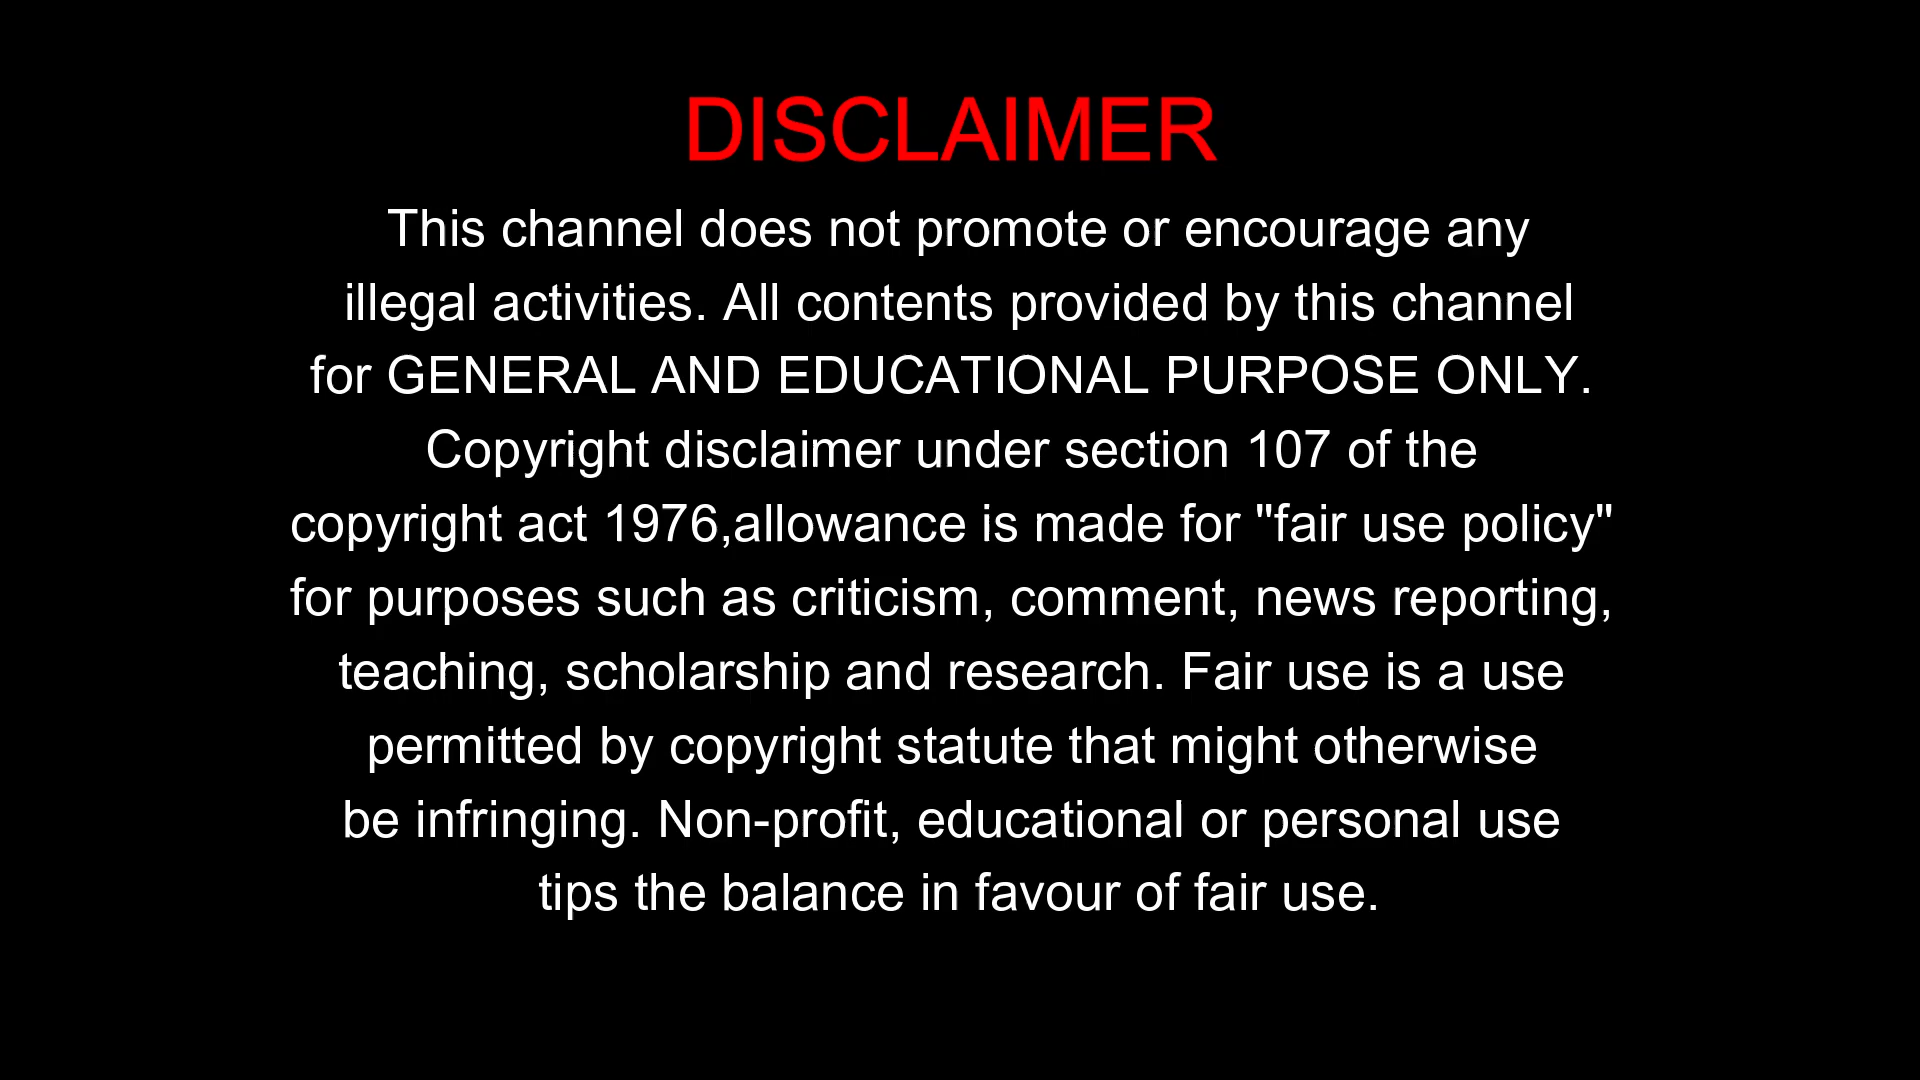 DISCLAIMER
This channel does not promote or encourage any
illegal activities. All contents provided by this channel
for GENERAL AND EDUCATIONAL PURPOSE ONLY.
Copyright disclaimer under section 107 of the
copyright act 1976,allowance is made for "fair use policy"
for purposes such as criticism, comment, news reporting,
teaching, scholarship and research. Fair use is a use
permitted by copyright statute that might otherwise
be infringing. Non-profit, educational or personal use
tips the balance in favour of fair use.